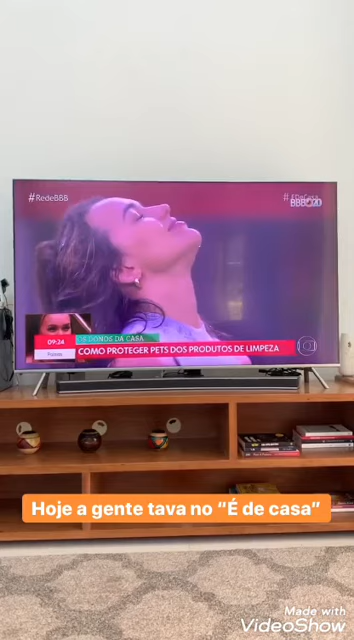 #RedeBBB
#ÉDeCasa
BBB20
09:24
OS DONOS DA CASA
COMO PROTEGER PETS DOS PRODUTOS DE LIMPEZA
Hoje a gente tava no "É de casa"
Made with
VideoShow